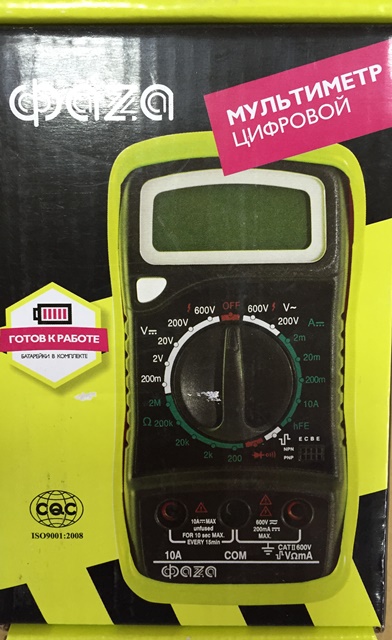 фаzа
МУЛЬТИМЕТР
ЦИФРОВОЙ
ГОТОВ К РАБОТЕ
БАТАРЕЙКИ В КОМПЛЕКТЕ
OFF
600V
600V
V~
V
200V
200V
A
20V
2m
2V
20m
200m
200m
2M
10A
Ω
200k
hFE
20k
2k
200
NPN
PNP
E C B E
10A MAX
unfused
FOR 10 sec MAX.
EVERY 15min
600V
200mA
MAX.
CAT II 600V
10A
COM
VΩmA
фаzа
CQC
ISO9001:2008